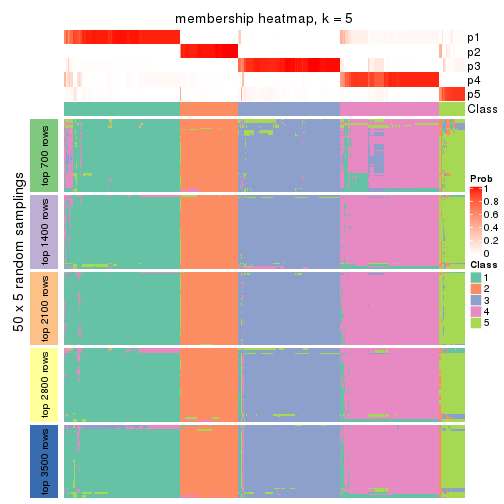 membership heatmap, k = 5
p1
p2
p3
p4
p5
Class
50 x 5 random samplings
top 700 rows
top 1400 rows
top 2100 rows
top 2800 rows
top 3500 rows
Prob
1
0.8
0.6
0.4
0.2
0
Class
1
2
3
4
5